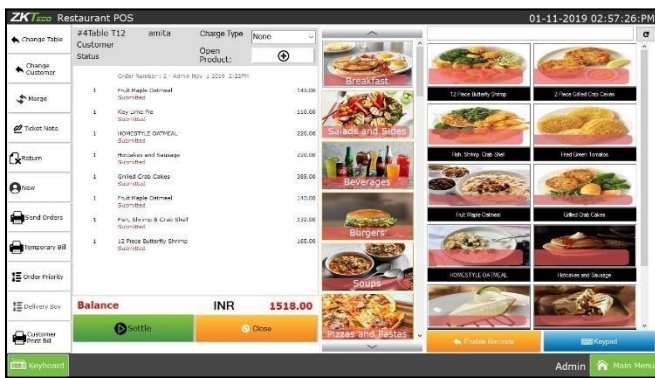 ZKTeco Restaurant POS
01-11-2019 02:57:26:PM
Change Table
Change
Customer
Merge
Ticket Note
Return
New
Send Orders
Temporary Bill
Order Priority
Delivery Boy
Customer
Print Bill
#4Table T12 amita Charge Type None
Customer
Status Open
Product:
Order Number : 2 - Admin Nov 1 2019 2:22PM
1 Fruit Maple Oatmeal 143.00
Submitted
1 Key Lime Pie 110.00
Submitted
1 HOMESTYLE OATMEAL 220.00
Submitted
1 Hotcakes and Sausage 220.00
Submitted
1 Grilled Crab Cakes 385.00
Submitted
1 Fruit Maple Oatmeal 143.00
Submitted
1 Fish, Shrimp & Crab Shell 132.00
Submitted
1 12 Piece Butterfly Shrimp 165.00
Submitted
Balance INR 1518.00
Settle Close
Breakfast
Salads and Sides
Beverages
Burgers
Soups
Pizzas and Pastas
12 Piece Butterfly Shrimp
2 Piece Grilled Crab Cakes
Fish, Shrimp Crab Shell
Fried Green Tomatos
Fruit Maple Oatmeal
Grilled Crab Cakes
HOMESTYLE OATMEAL
Hotcakes and Sausage
Enable Barcode Keypad
Keyboard
Admin Main Menu